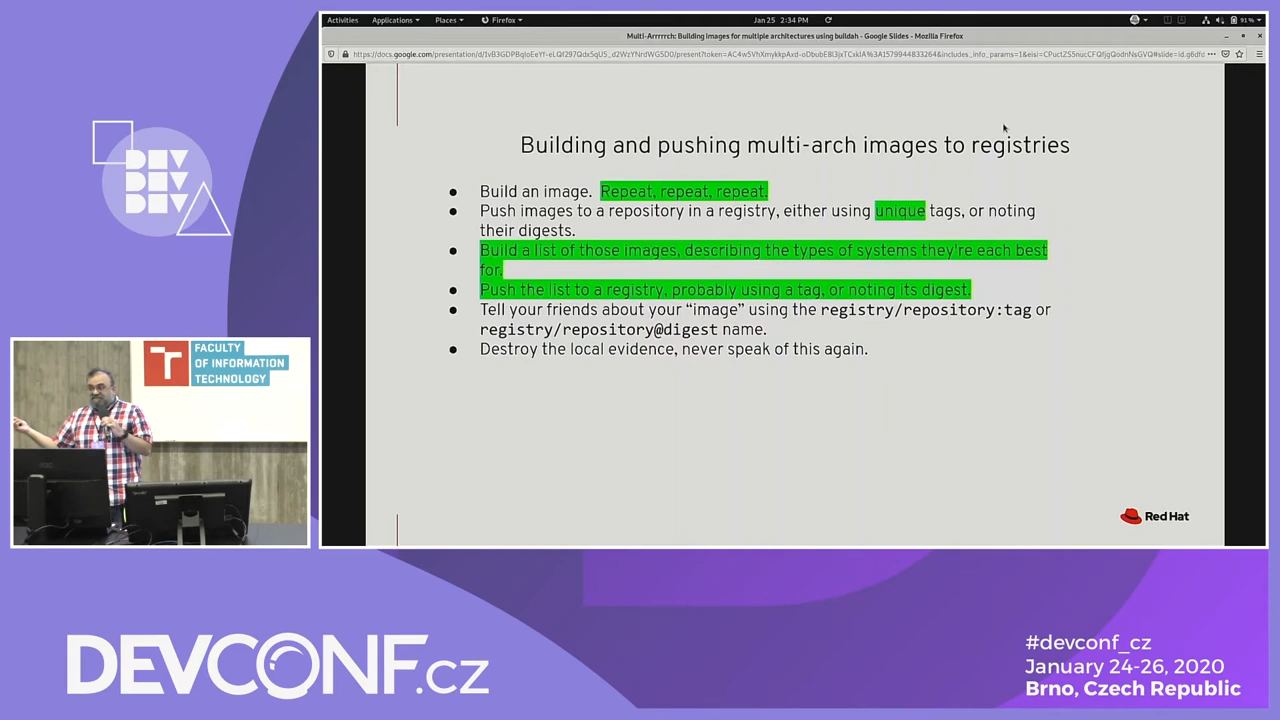 Activities Applications Places Firefox Jan 25 2:34 PM 91%
Multi-Arrrrrch: Building images for multiple architectures using buildah - Google Slides - Mozilla Firefox
Building and pushing multi-arch images to registries
● Build an image. Repeat, repeat, repeat.
● Push images to a repository in a registry, either using unique tags, or noting
their digests.
● Build a list of those images, describing the types of systems they're each best
for.
● Push the list to a registry, probably using a tag, or noting its digest.
● Tell your friends about your “image” using the registry/repository:tag or
registry/repository@digest name.
● Destroy the local evidence, never speak of this again.
Red Hat
DEV
DEV
DEV
FACULTY
OF INFORMATION
TECHNOLOGY
DEVCONF.cz
#devconf_cz
January 24-26, 2020
Brno, Czech Republic